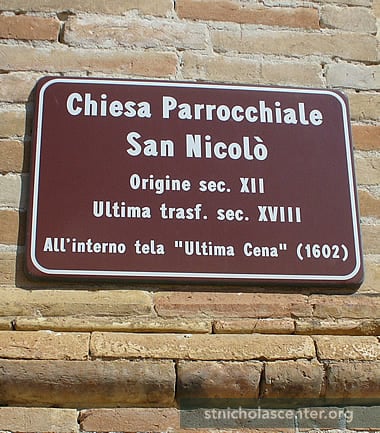 Chiesa Parrocchiale
San Nicolò
Origine sec. XII
Ultima trasf. sec. XVIII
All'interno tela "Ultima Cena" (1602)
stnicholascenter.org